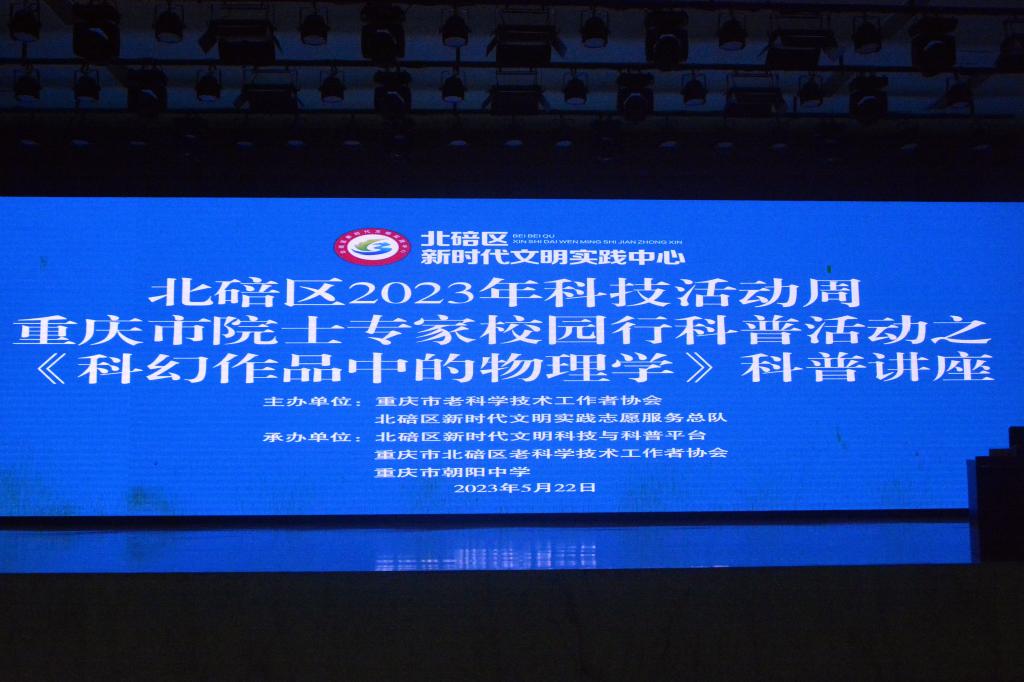 北碚区
BEI BEI QU
XIN SHI DAI WEN MING SHI JIAN ZHONG XIN
新时代文明实践中心
北碚区2023年科技活动周
重庆市院士专家校园行科普活动之
《科幻作品中的物理学》科普讲座
主办单位：重庆市老科学技术工作者协会
北碚区新时代文明实践志愿服务总队
承办单位：北碚区新时代文明科技与科普平台
重庆市北碚区老科学技术工作者协会
重庆市朝阳中学
2023年5月22日